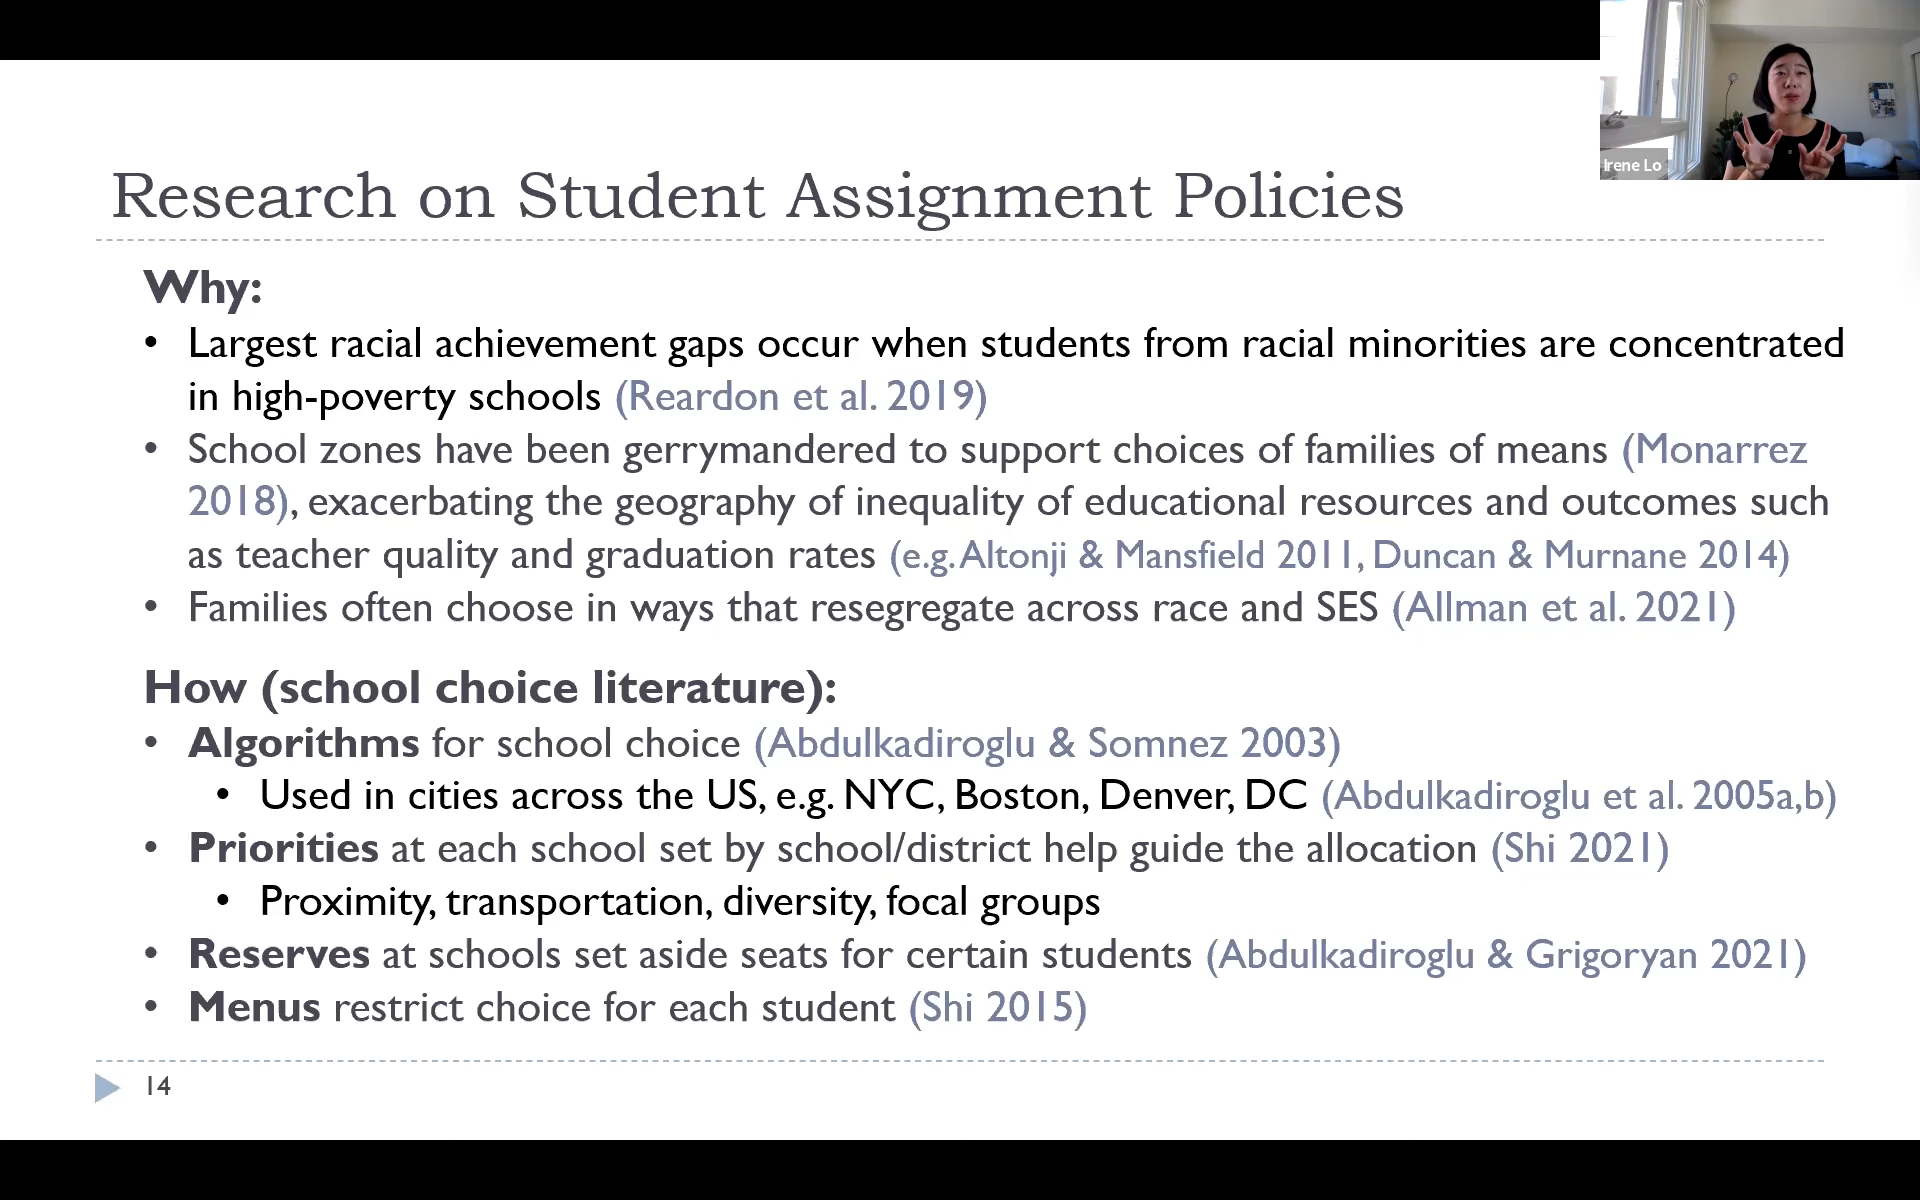 Irene Lo
Research on Student Assignment Policies
Why:
• Largest racial achievement gaps occur when students from racial minorities are concentrated
in high-poverty schools (Reardon et al. 2019)
• School zones have been gerrymandered to support choices of families of means (Monarrez
2018), exacerbating the geography of inequality of educational resources and outcomes such
as teacher quality and graduation rates (e.g. Altonji & Mansfield 2011, Duncan & Murnane 2014)
• Families often choose in ways that resegregate across race and SES (Allman et al. 2021)
How (school choice literature):
• Algorithms for school choice (Abdulkadiroglu & Somnez 2003)
• Used in cities across the US, e.g. NYC, Boston, Denver, DC (Abdulkadiroglu et al. 2005a,b)
• Priorities at each school set by school/district help guide the allocation (Shi 2021)
• Proximity, transportation, diversity, focal groups
• Reserves at schools set aside seats for certain students (Abdulkadiroglu & Grigoryan 2021)
• Menus restrict choice for each student (Shi 2015)
14